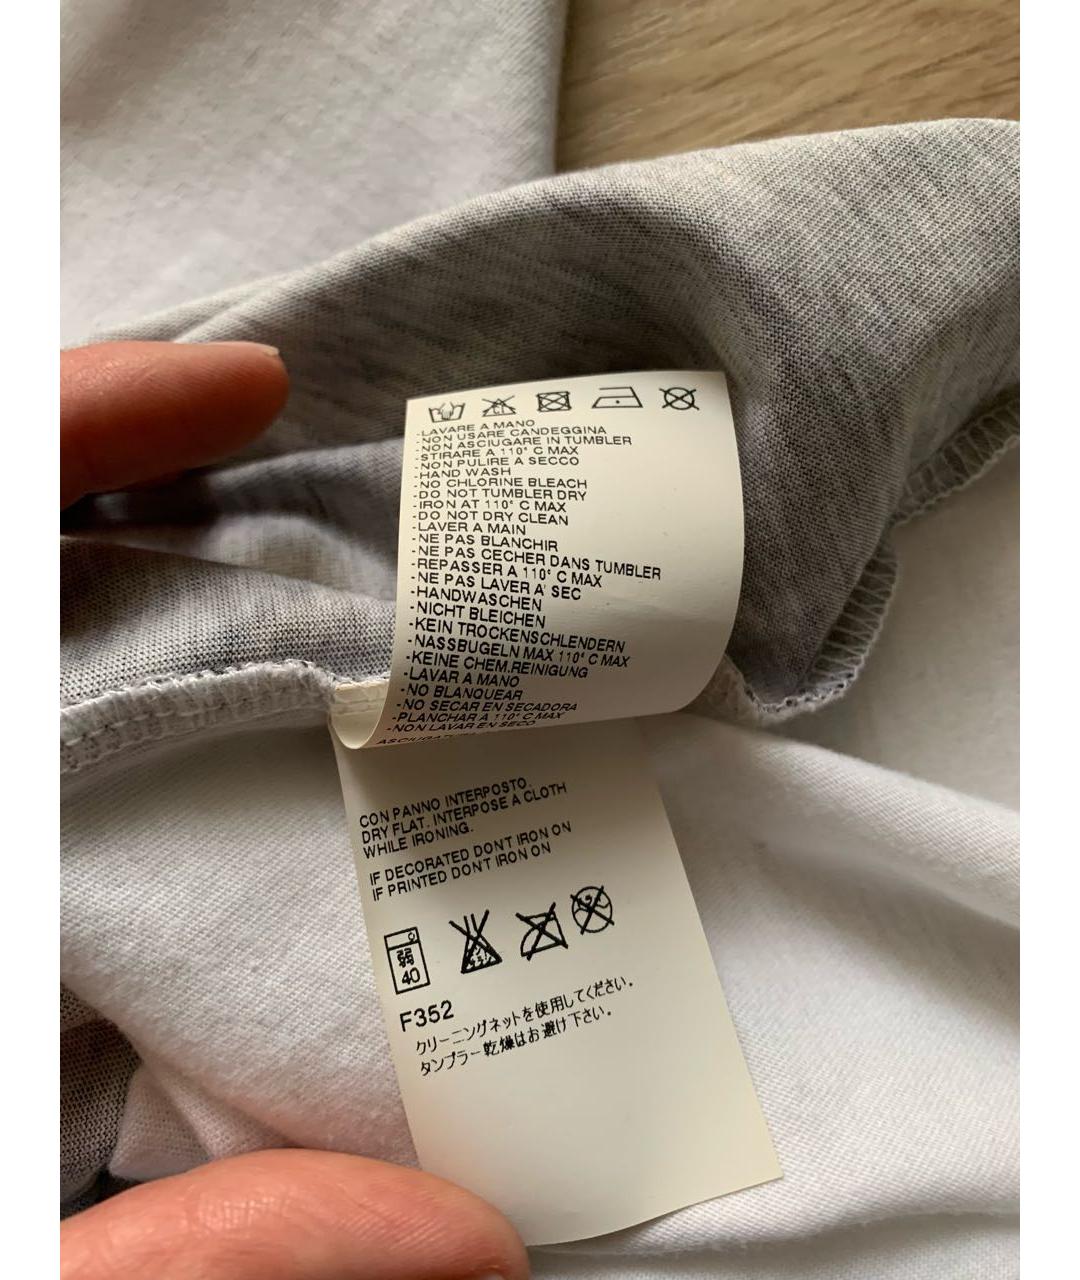 -LAVARE A MANO
-NON USARE CANDEGGINA
-NON ASCIUGARE IN TUMBLER
-STIRARE A 110° C MAX
-NON PULIRE A SECCO
-HAND WASH
-NO CHLORINE BLEACH
-DO NOT TUMBLER DRY
-IRON AT 110° C MAX
-DO NOT DRY CLEAN
-LAVER A MAIN
-NE PAS BLANCHIR
-NE PAS CECHER DANS TUMBLER
-REPASSER A 110° C MAX
-NE PAS LAVER A' SEC
-HANDWASCHEN
-NICHT BLEICHEN
-KEIN TROCKENSCHLENDERN
-NASSBUGELN MAX 110° C MAX
-KEINE CHEM.REINIGUNG
-LAVAR A MANO
-NO BLANQUEAR
-NO SECAR EN SECADORA
-PLANCHAR A 110° C MAX
-NON LAVAR EN SECO
CON PANNO INTERPOSTO.
DRY FLAT. INTERPOSE A CLOTH
WHILE IRONING.
IF DECORATED DON'T IRON ON
IF PRINTED DON'T IRON ON
弱
40
F352
クリーニングネットを使用してください。
タンブラー乾燥はお避け下さい。